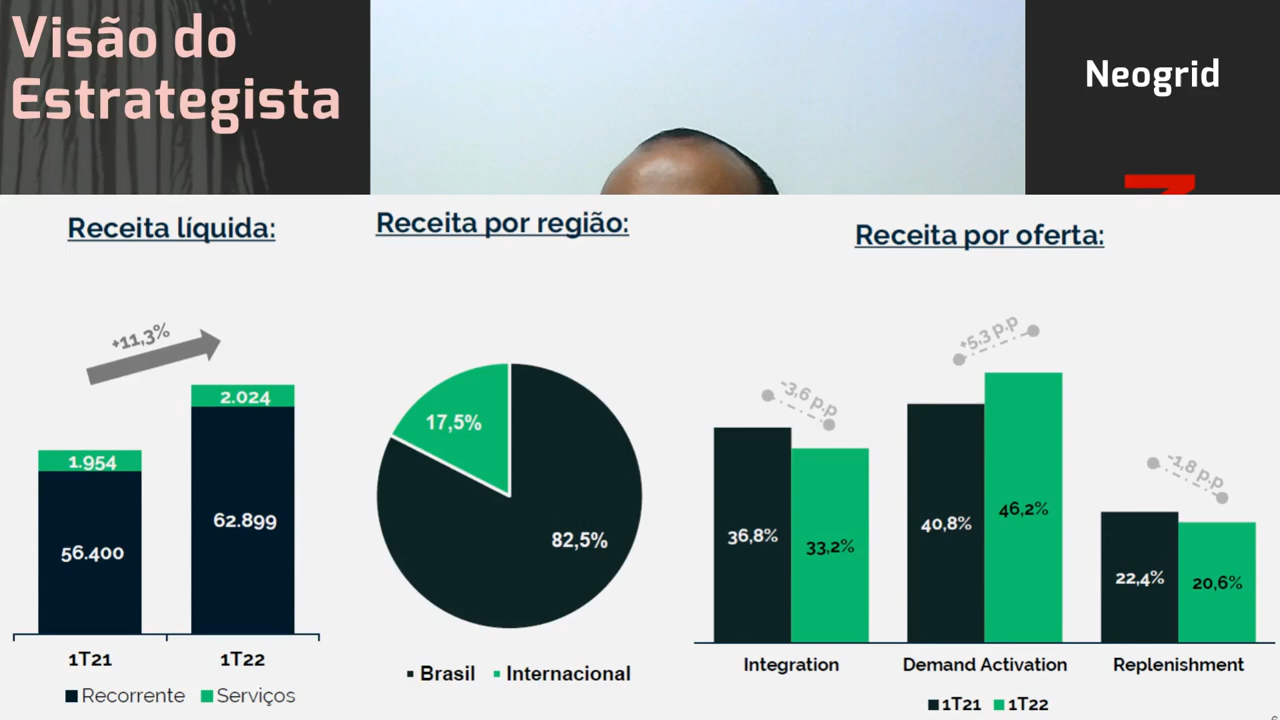 Visão do
Estrategista
Neogrid
Receita líquida:
Receita por região:
Receita por oferta:
+11,3%
2.024
1.954
62.899
56.400
1T21
1T22
Recorrente
Serviços
17,5%
82,5%
Brasil
Internacional
-3,6 p.p
+5,3 p.p
-1,8 p.p
36,8%
33,2%
40,8%
46,2%
22,4%
20,6%
Integration
Demand Activation
Replenishment
1T21
1T22